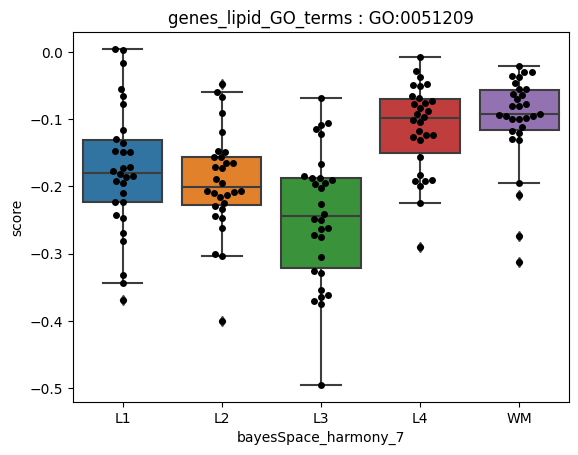 genes_lipid_GO_terms : GO:0051209
score
0.0
−0.1
−0.2
−0.3
−0.4
−0.5
L1 L2 L3 L4 WM
bayesSpace_harmony_7